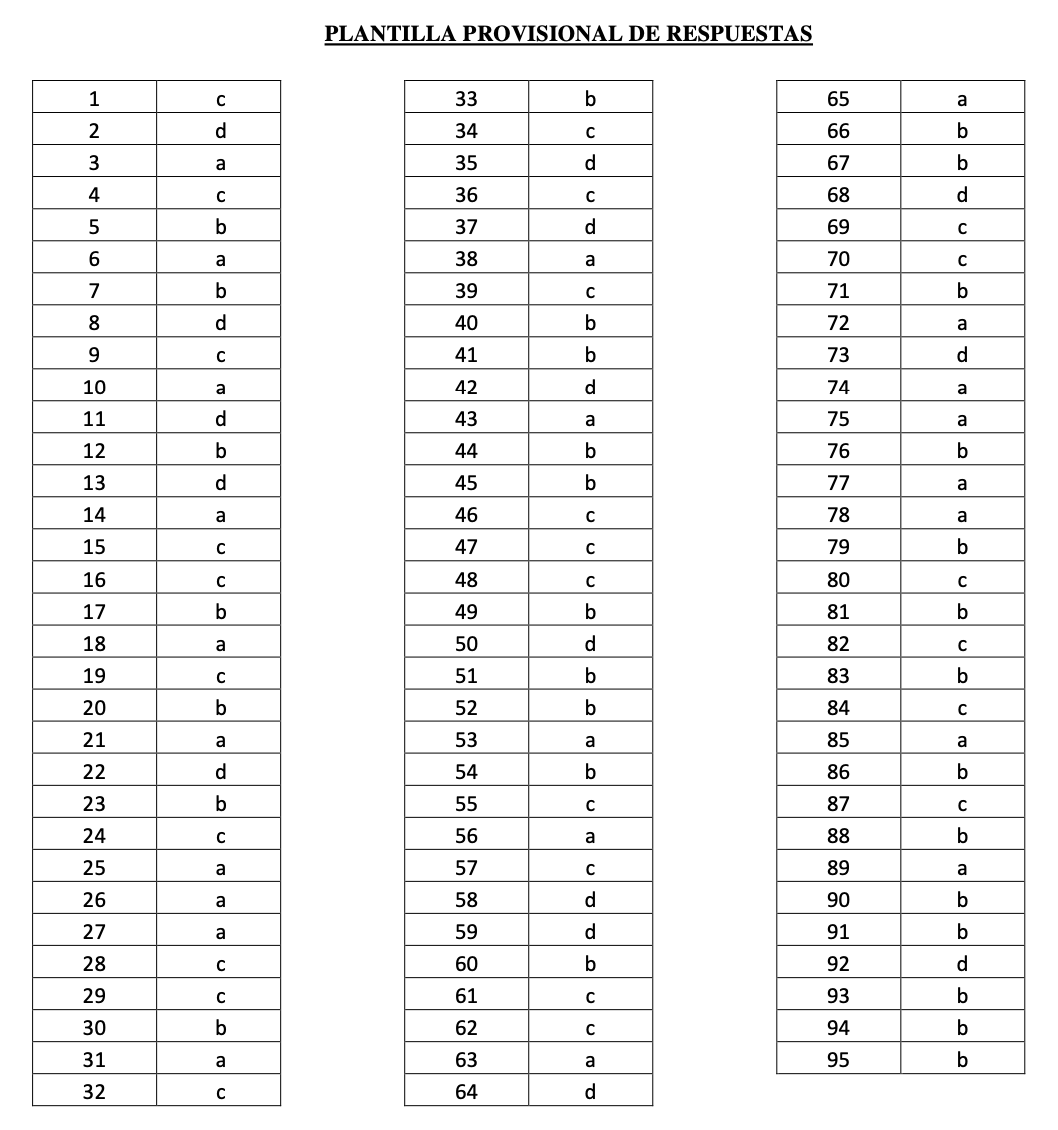 PLANTILLA PROVISIONAL DE RESPUESTAS
1 c
2 d
3 a
4 c
5 b
6 a
7 b
8 d
9 c
10 a
11 d
12 b
13 d
14 a
15 c
16 c
17 b
18 a
19 c
20 b
21 a
22 d
23 b
24 c
25 a
26 a
27 a
28 c
29 c
30 b
31 a
32 c
33 b
34 c
35 d
36 c
37 d
38 a
39 c
40 b
41 b
42 d
43 a
44 b
45 b
46 c
47 c
48 c
49 b
50 d
51 b
52 b
53 a
54 b
55 c
56 a
57 c
58 d
59 d
60 b
61 c
62 c
63 a
64 d
65 a
66 b
67 b
68 d
69 c
70 c
71 b
72 a
73 d
74 a
75 a
76 b
77 a
78 a
79 b
80 c
81 b
82 c
83 b
84 c
85 a
86 b
87 c
88 b
89 a
90 b
91 b
92 d
93 b
94 b
95 b